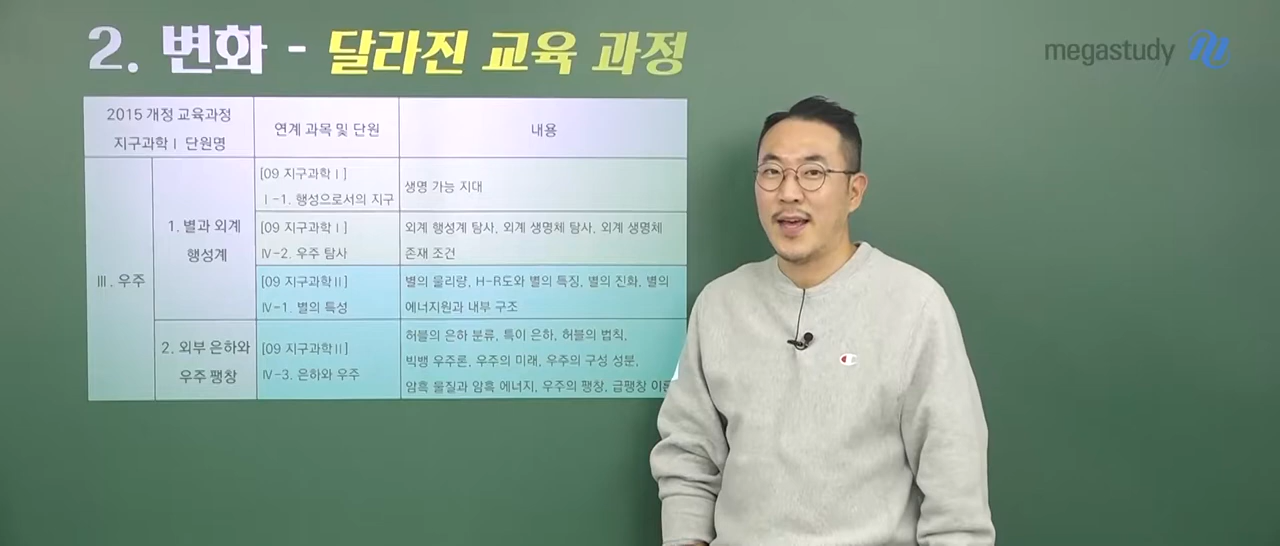 2. 변화 - 달라진 교육 과정
megastudy
2015 개정 교육과정
지구과학Ⅰ 단원명
연계 과목 및 단원
내용
Ⅲ. 우주
1. 별과 외계
행성계
[09 지구과학Ⅰ]
Ⅰ-1. 행성으로서의 지구
생명 가능 지대
[09 지구과학Ⅰ]
Ⅳ-2. 우주 탐사
외계 행성계 탐사, 외계 생명체 탐사, 외계 생명체
존재 조건
[09 지구과학Ⅱ]
Ⅳ-1. 별의 특성
별의 물리량, H-R도와 별의 특징, 별의 진화, 별의
에너지원과 내부 구조
2. 외부 은하와
우주 팽창
[09 지구과학Ⅱ]
Ⅳ-3. 은하와 우주
허블의 은하 분류, 특이 은하, 허블의 법칙,
빅뱅 우주론, 우주의 미래, 우주의 구성 성분,
암흑 물질과 암흑 에너지, 우주의 팽창, 급팽창 이론